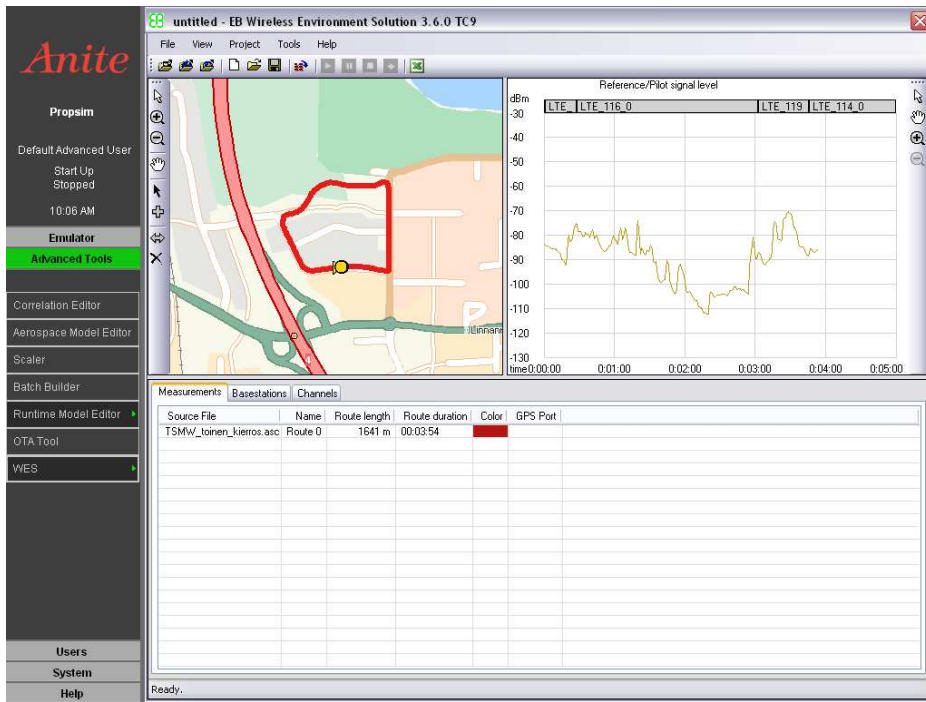 Anite
Propsim
Default Advanced User
Start Up
Stopped
10:06 AM
Emulator
Advanced Tools
Correlation Editor
Aerospace Model Editor
Scaler
Batch Builder
Runtime Model Editor
OTA Tool
WES
Users
System
Help
EB untitled - EB Wireless Environment Solution 3.6.0 TC9
File View Project Tools Help
4
P
Linnanm
Reference/Pilot signal level
dBm
-30
LTE_ LTE_116_0 LTE_119 LTE_114_0
-40
-50
-60
-70
-80
-90
-100
-110
-120
-130
time0:00:00 0:01:00 0:02:00 0:03:00 0:04:00 0:05:00
Measurements Basestations Channels
Source File Name Route length Route duration Color GPS Port
TSMW_toinen_kierros.asc Route 0 1641 m 00:03:54
Ready.